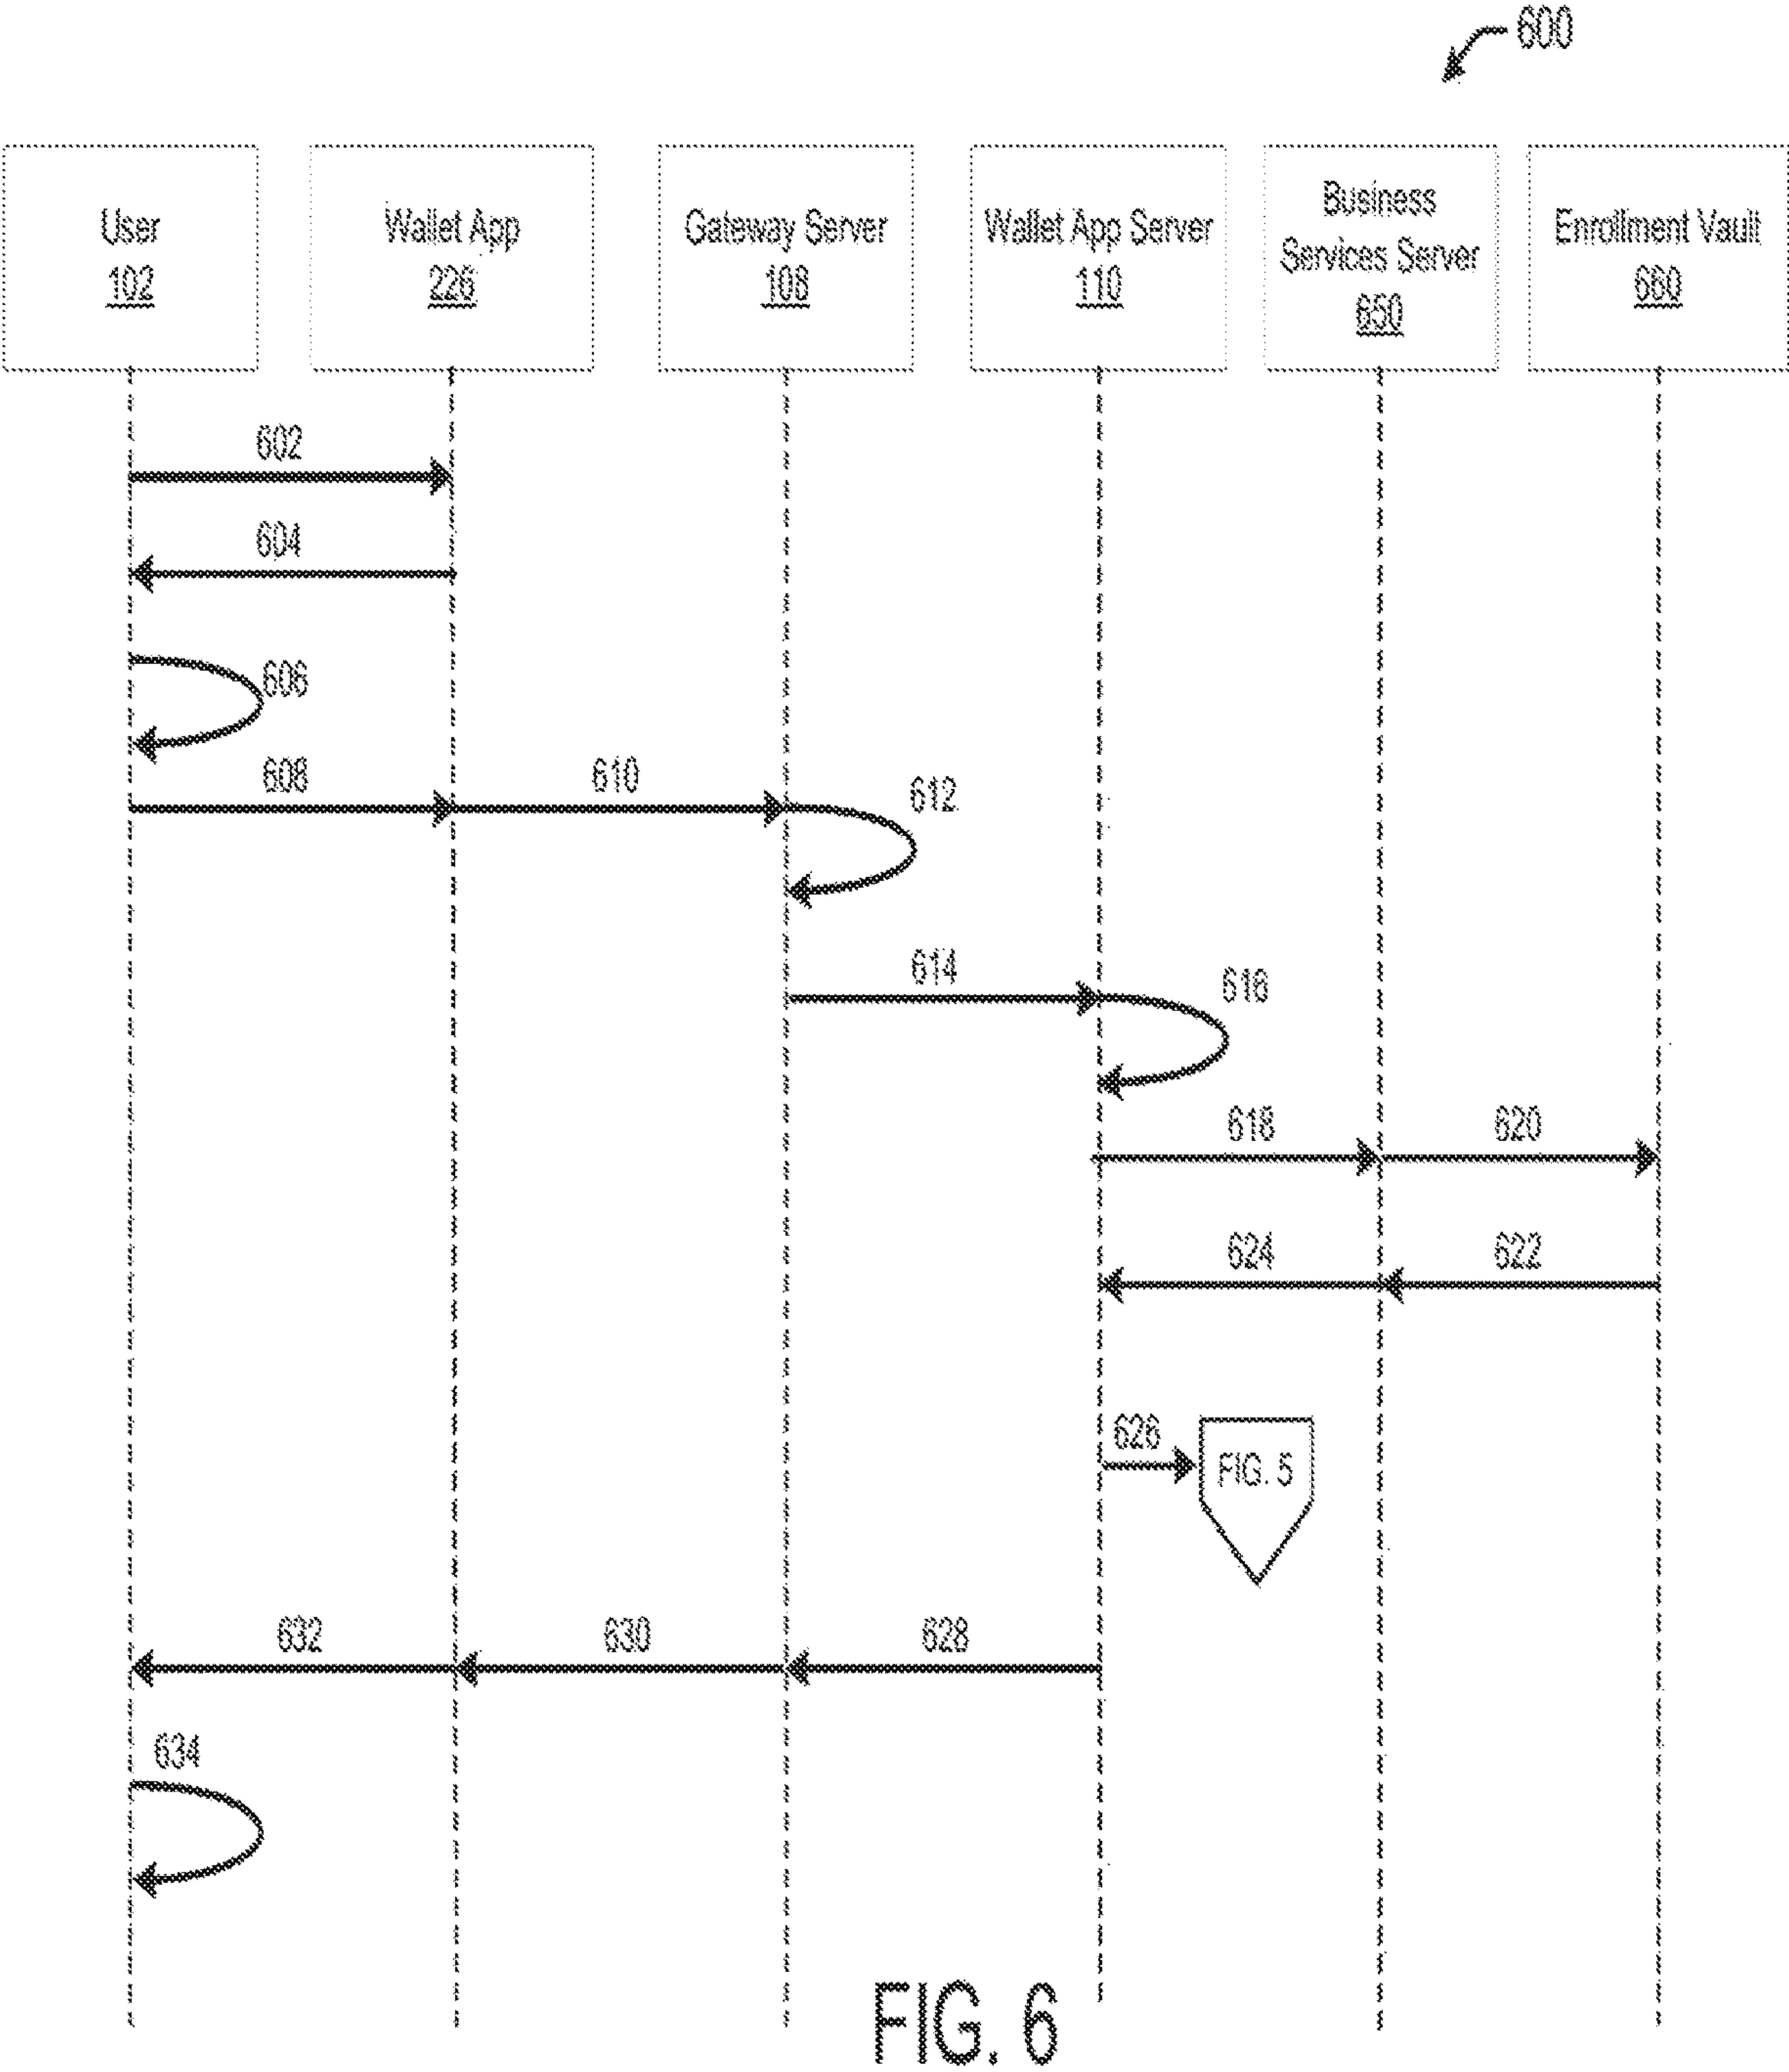 600
User
102
Wallet App
226
Gateway Server
108
Wallet App Server
110
Business
Services Server
650
Enrollment Vault
660
602
604
606
608
610
612
614
616
618
620
624
622
626
FIG. 5
632
630
628
634
FIG. 6